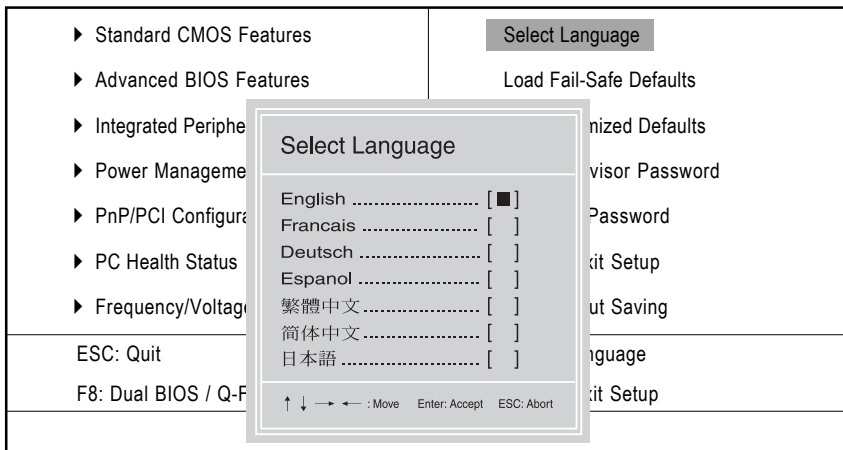 Standard CMOS Features
Select Language
Advanced BIOS Features
Load Fail-Safe Defaults
Integrated Periphe
mized Defaults
Power Manageme
visor Password
PnP/PCI Configura
Password
PC Health Status
xit Setup
Frequency/Voltage
ut Saving
ESC: Quit
nguage
F8: Dual BIOS / Q-F
xit Setup
Select Language
English ...................... [■]
Francais .................... [ ]
Deutsch ..................... [ ]
Espanol ...................... [ ]
繁體中文.................... [ ]
简体中文.................... [ ]
日本語........................ [ ]
↑ ↓ → ← : Move Enter: Accept ESC: Abort